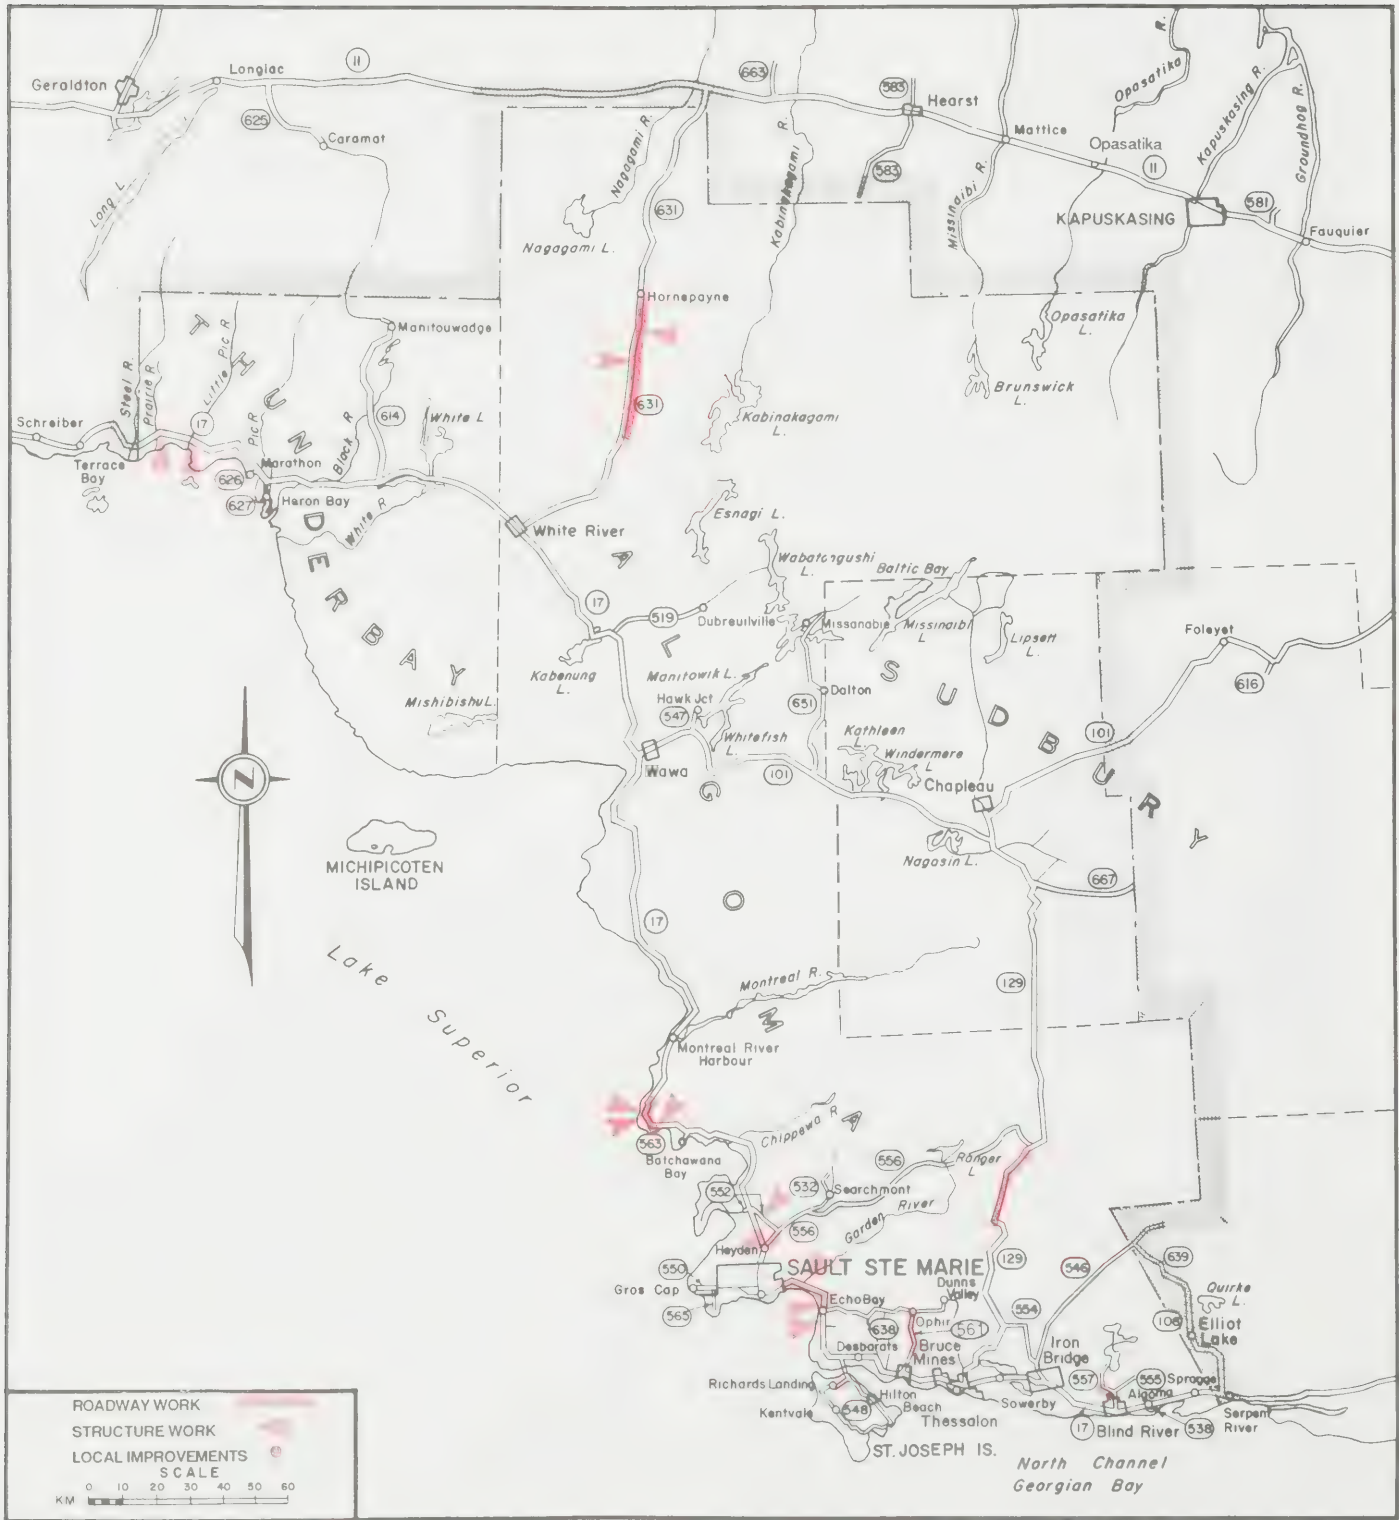 Geraldton
Longlac
11
663
583
Hearst
Mattice
Opasatika
11
Opasatika R.
Kapuskasing R.
Groundhog R.
625
Caramat
Long L.
Nagagami R.
Nagagami L.
631
Kabinakagami R.
583
Missinaibi R.
KAPUSKASING
581
Fauquier
Hornepayne
Manitouwadge
Opasatika
L.
Brunswick
L.
Steel R.
Prairie R.
Little Pic R
17
Pic R
Black R
614
White L
631
Kabinakagami
L.
Schreiber
Terrace
Bay
Marathon
626
627
Heron Bay
White R
White River
Esnagi L.
THUNDER BAY
Wabatongushi
L.
Baltic Bay
17
519
Dubreuilville
Missanabie
Missinaibi
L
Lipsett
L.
Foleyet
616
Kabenung
L.
Manitowik L.
Mishibishu L.
Hawk Jct
547
651
Dalton
Whitefish
L.
Wawa
101
Kathleen
L.
Windermere
L
Chapleau
101
SUDBURY
ALGOMA
N
MICHIPICOTEN
ISLAND
Nagasin L.
667
17
Lake Superior
Montreal R.
129
Montreal River
Harbour
563
Batchawana
Bay
Chippewa R
556
Ranger
L
552
532
Searchmont
556
Garden River
Heyden
SAULT STE MARIE
550
Gros Cap
565
Echo Bay
Dunns
Valley
129
546
639
Quirke
L.
638
Ophir
561
554
108
Elliot
Lake
Desbarats
Bruce
Mines
Iron
Bridge
Richards Landing
Kentvale
548
Hilton
Beach
Thessalon
Sowerby
557
555
Algoma
Spragge
Serpent
River
17
Blind River
538
ST. JOSEPH IS.
North Channel
Georgian Bay
ROADWAY WORK
STRUCTURE WORK
LOCAL IMPROVEMENTS
SCALE
KM 0 10 20 30 40 50 60